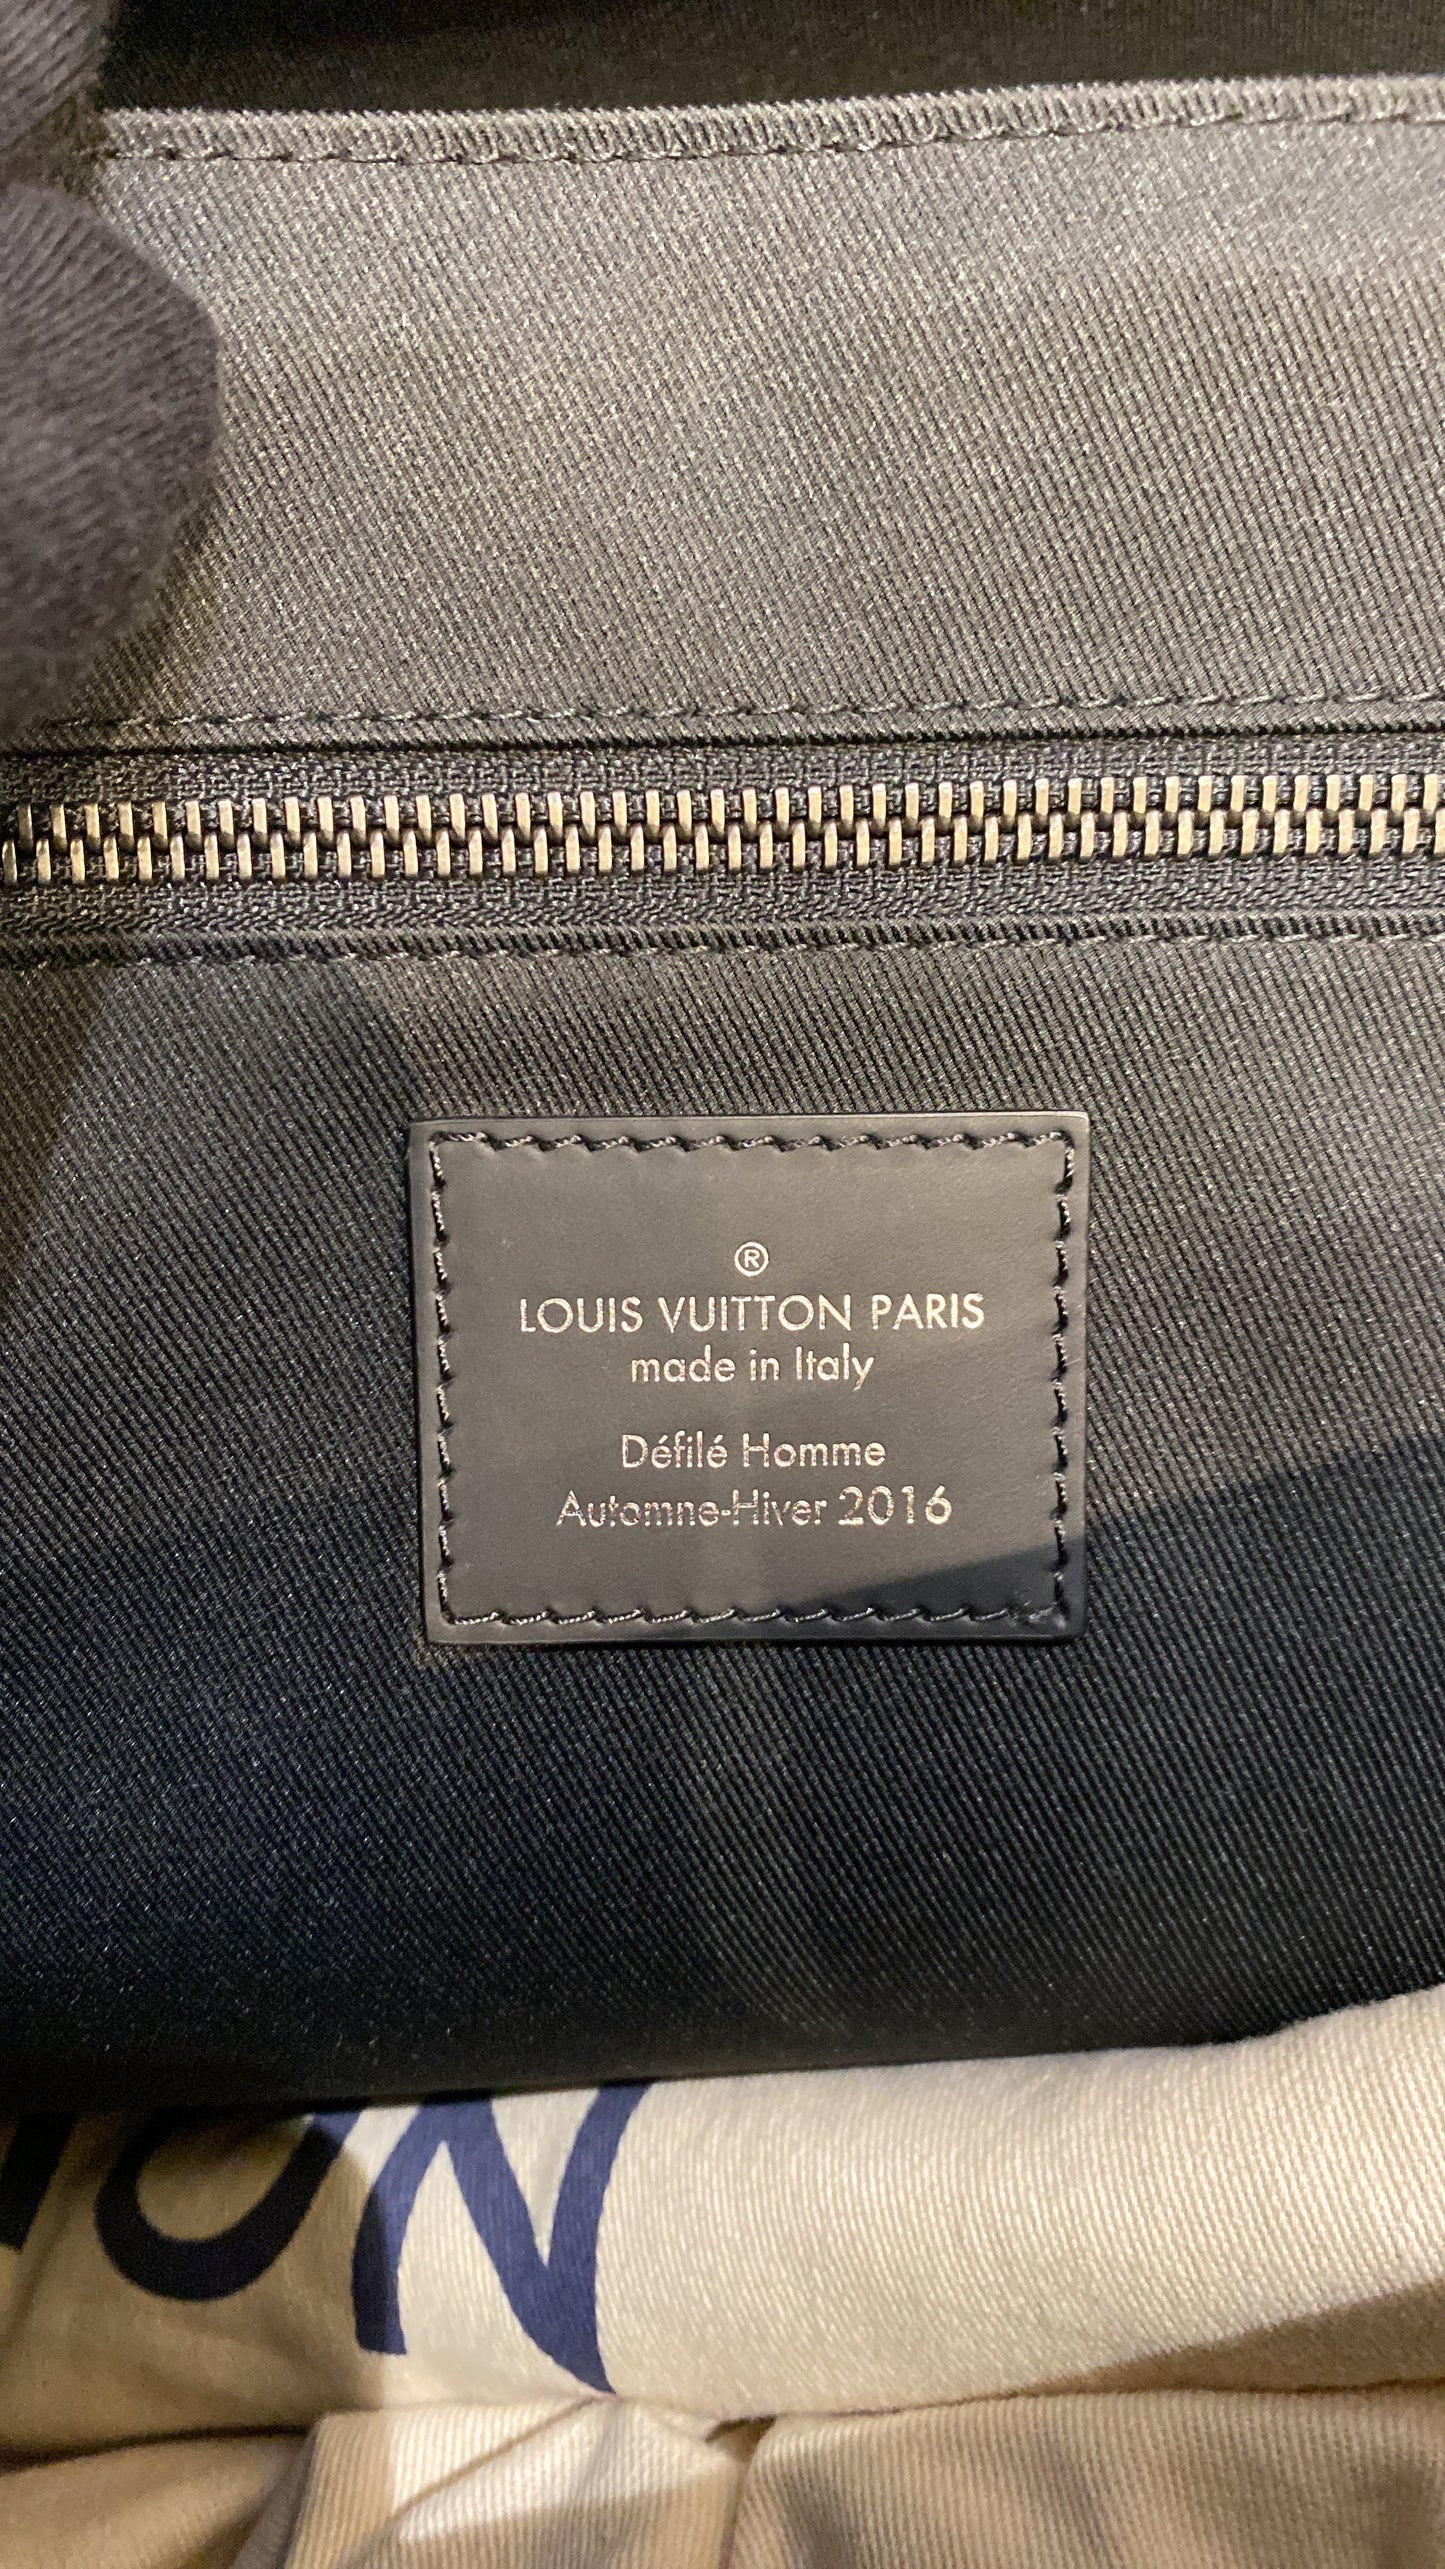 ®
LOUIS VUITTON PARIS
made in Italy
Défilé Homme
Automne-Hiver 2016